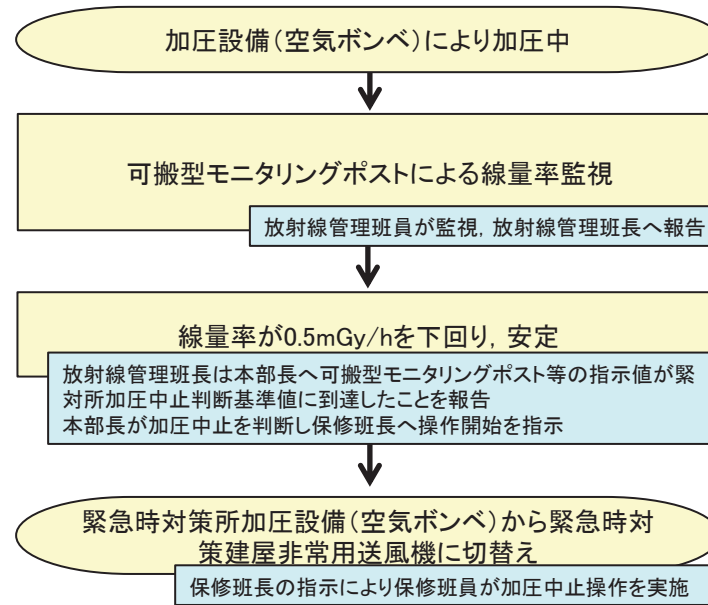 加圧設備(空気ボンベ)により加圧中
可搬型モニタリングポストによる線量率監視
放射線管理班員が監視，放射線管理班長へ報告
線量率が0.5mGy/hを下回り，安定
放射線管理班長は本部長へ可搬型モニタリングポスト等の指示値が緊
対所加圧中止判断基準値に到達したことを報告
本部長が加圧中止を判断し保修班長へ操作開始を指示
緊急時対策所加圧設備(空気ボンベ)から緊急時対
策建屋非常用送風機に切替え
保修班長の指示により保修班員が加圧中止操作を実施